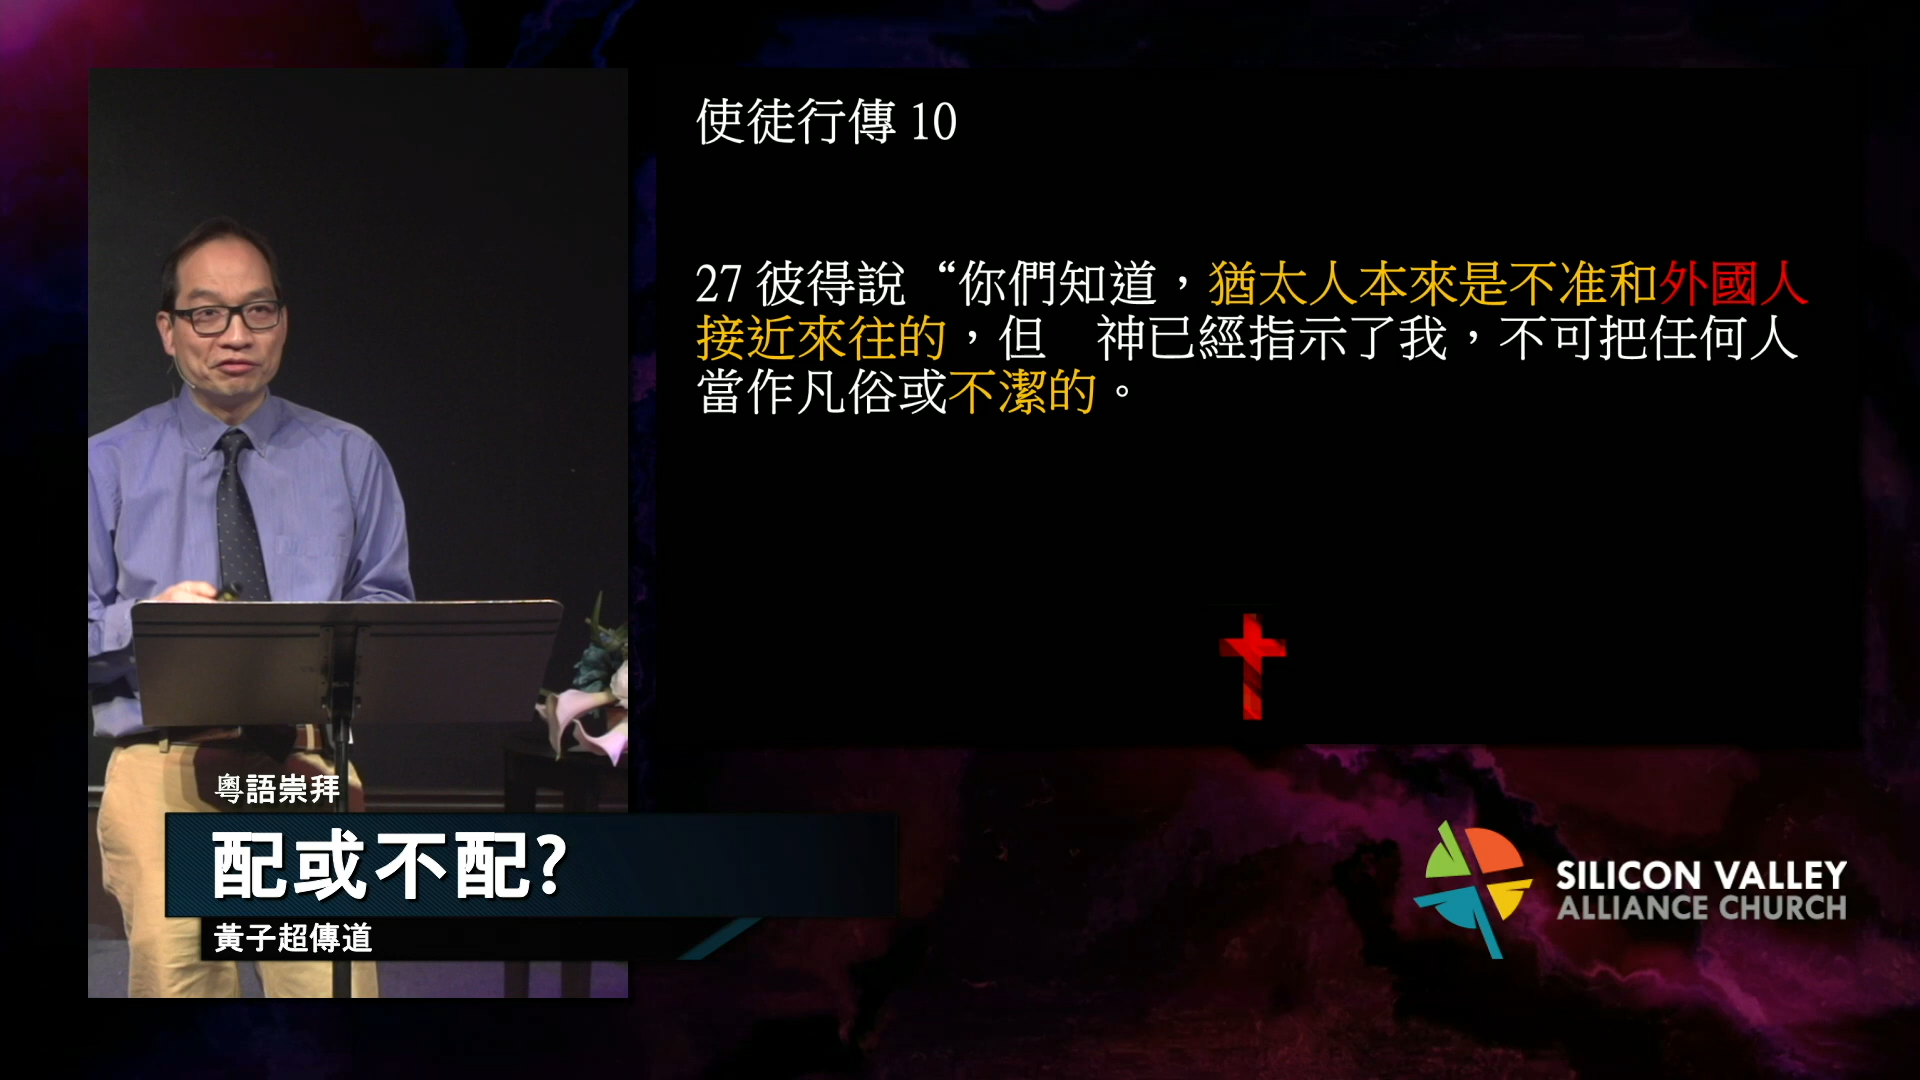 使徒行傳 10
27 彼得說 “你們知道，猶太人本來是不准和外國人
接近來往的，但　神已經指示了我，不可把任何人
當作凡俗或不潔的。
粵語崇拜
配或不配?
黃子超傳道
SILICON VALLEY
ALLIANCE CHURCH